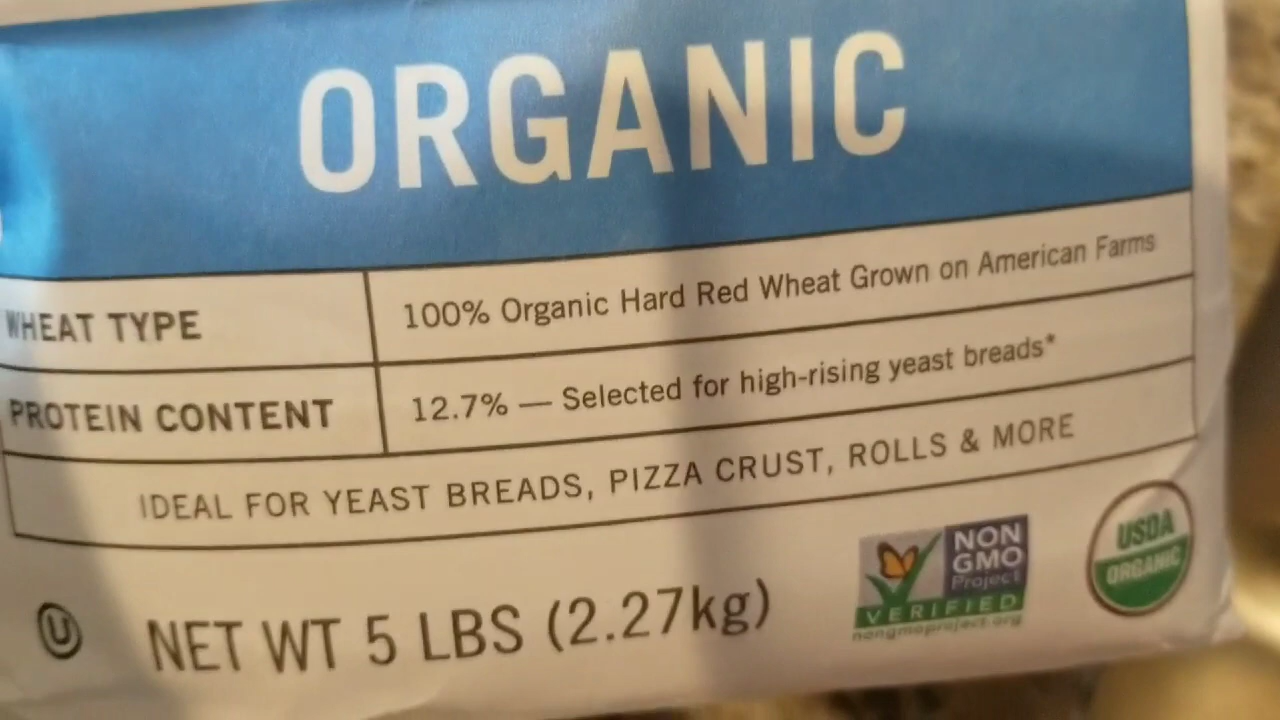 ORGANIC
WHEAT TYPE
100% Organic Hard Red Wheat Grown on American Farms
PROTEIN CONTENT
12.7% — Selected for high-rising yeast breads*
IDEAL FOR YEAST BREADS, PIZZA CRUST, ROLLS & MORE
U
NET WT 5 LBS (2.27kg)
NON
GMO
Project
VERIFIED
nongmoproject.org
USDA
ORGANIC